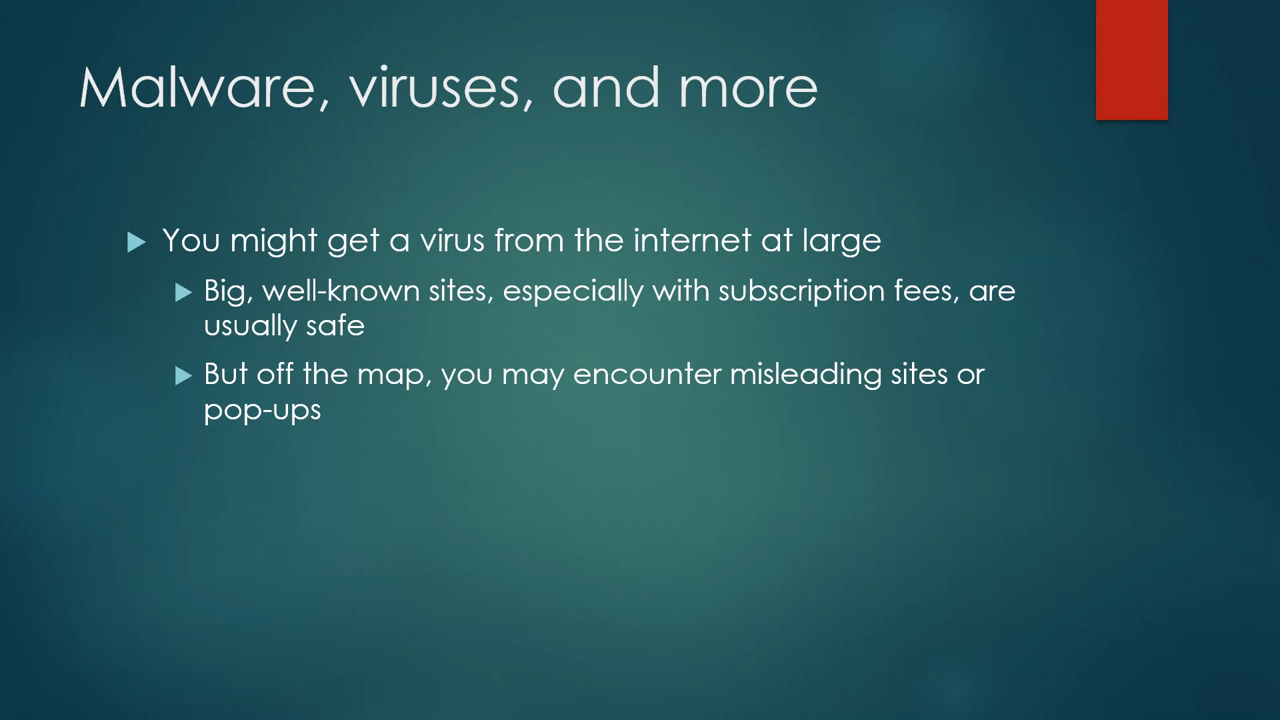 Malware, viruses, and more
You might get a virus from the internet at large
Big, well-known sites, especially with subscription fees, are
usually safe
But off the map, you may encounter misleading sites or
pop-ups